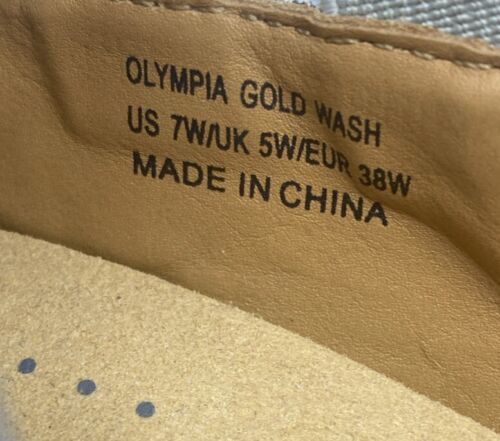 OLYMPIA GOLD WASH
US 7W/UK 5W/EUR 38W
MADE IN CHINA